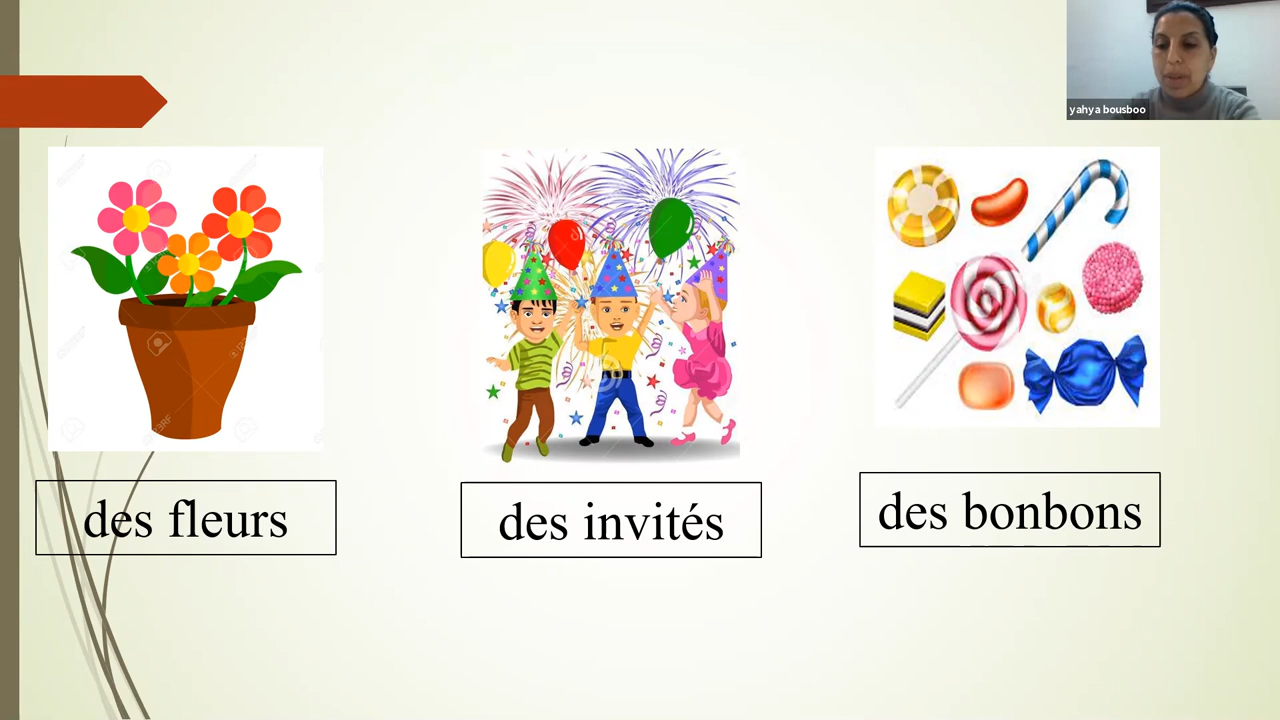 yahya bousboo
des fleurs
des invités
des bonbons